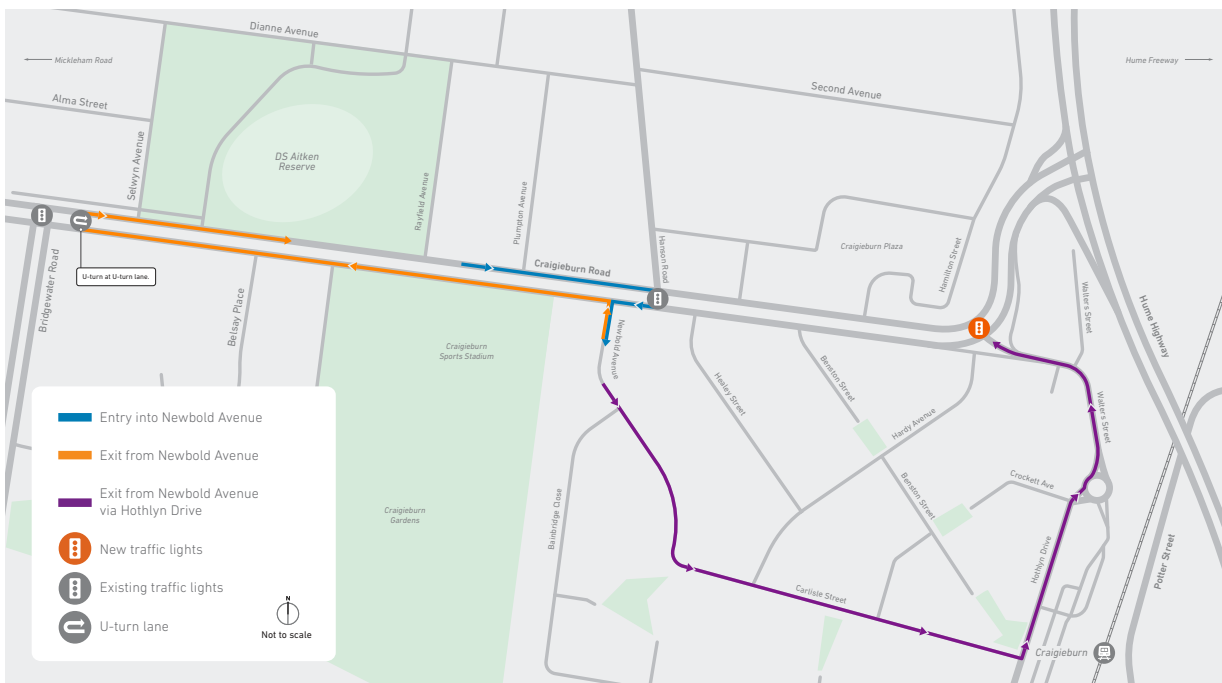 Dianne Avenue
Mickleham Road
Hume Freeway
Alma Street
Second Avenue
Selwyn Avenue
DS Aitken
Reserve
Rayfield Avenue
Plumpton Avenue
Hanson Road
Craigieburn Plaza
Hamilton Street
Craigieburn Road
U-turn at U-turn lane.
Bridgewater Road
Belsay Place
Walters Street
Hume Highway
Newbold Avenue
Craigieburn
Sports Stadium
Benston Street
Healey Street
Hardy Avenue
Walters Street
Entry into Newbold Avenue
Exit from Newbold Avenue
Exit from Newbold Avenue
via Hothlyn Drive
New traffic lights
Existing traffic lights
U-turn lane
N
Not to scale
Craigieburn
Gardens
Bainbridge Close
Benston Street
Crockett Ave
Hothlyn Drive
Potter Street
Carlisle Street
Craigieburn